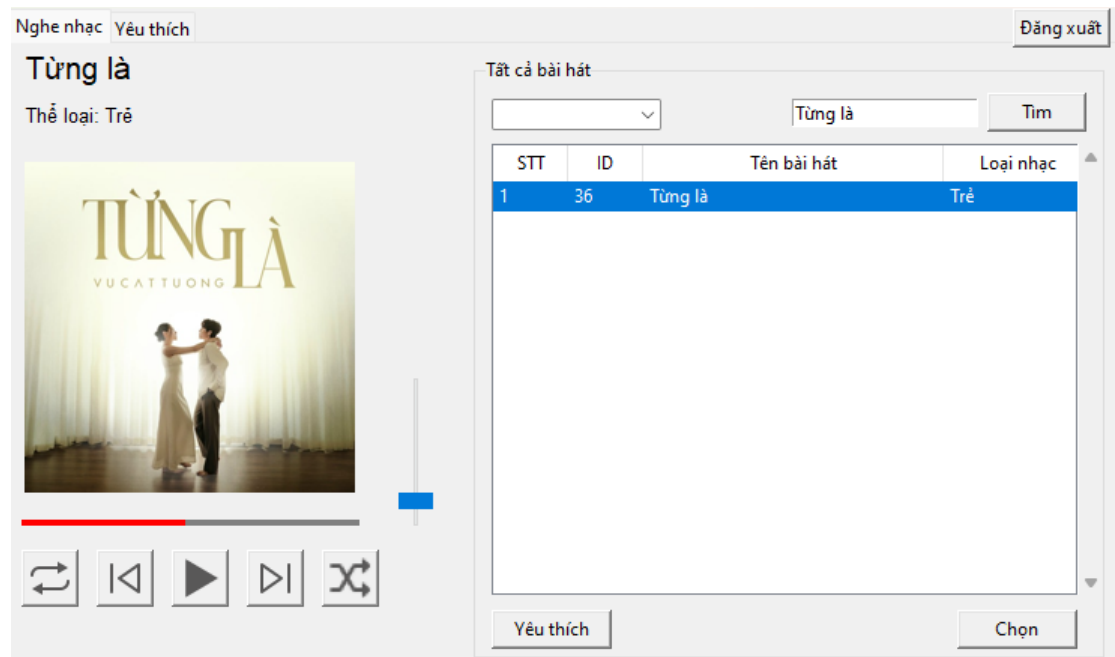 Nghe nhạc Yêu thích Đăng xuất
Từng là
Thể loại: Trẻ
TỪNG LÀ
VUCATTUONG
Tất cả bài hát
Từng là Tìm
STT ID Tên bài hát Loại nhạc
1 36 Từng là Trẻ
Yêu thích Chọn